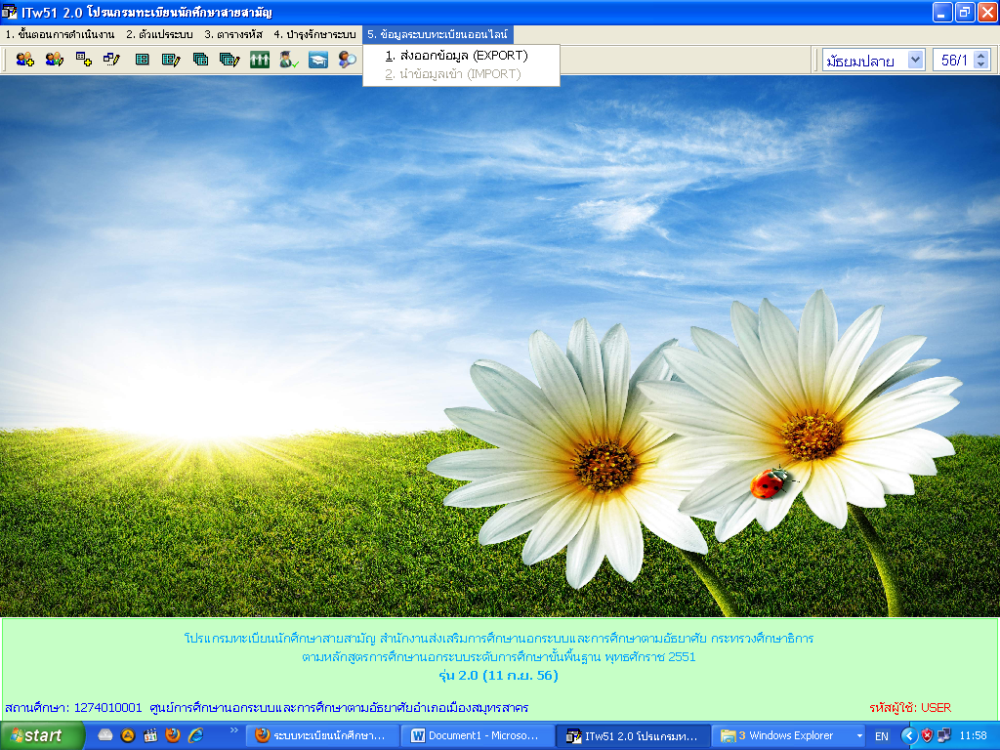 ITw51 2.0 โปรแกรมทะเบียนนักศึกษาสายสามัญ
1. ขั้นตอนการดำเนินงาน 2. ตัวแปรระบบ 3. ตารางรหัส 4. บำรุงรักษาระบบ 5. ข้อมูลระบบทะเบียนออนไลน์
1. ส่งออกข้อมูล (EXPORT)
2. นำข้อมูลเข้า (IMPORT)
มัธยมปลาย 56/1
โปรแกรมทะเบียนนักศึกษาสายสามัญ สำนักงานส่งเสริมการศึกษานอกระบบและการศึกษาตามอัธยาศัย กระทรวงศึกษาธิการ
ตามหลักสูตรการศึกษานอกระบบระดับการศึกษาขั้นพื้นฐาน พุทธศักราช 2551
รุ่น 2.0 (11 ก.ย. 56)
สถานศึกษา: 1274010001 ศูนย์การศึกษานอกระบบและการศึกษาตามอัธยาศัยอำเภอเมืองสมุทรสาคร รหัสผู้ใช้: USER
start ระบบทะเบียนนักศึกษา... Document1 - Microso... ITw51 2.0 โปรแกรมท... 3 Windows Explorer EN 11:58